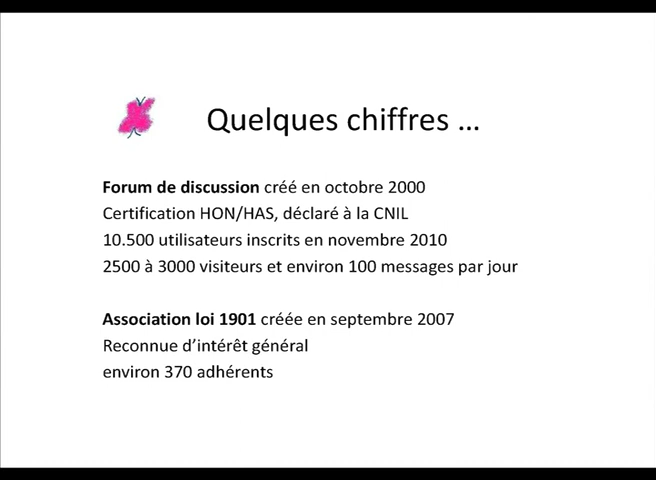 Quelques chiffres ...
Forum de discussion créé en octobre 2000
Certification HON/HAS, déclaré à la CNIL
10.500 utilisateurs inscrits en novembre 2010
2500 à 3000 visiteurs et environ 100 messages par jour
Association loi 1901 créée en septembre 2007
Reconnue d’intérêt général
environ 370 adhérents